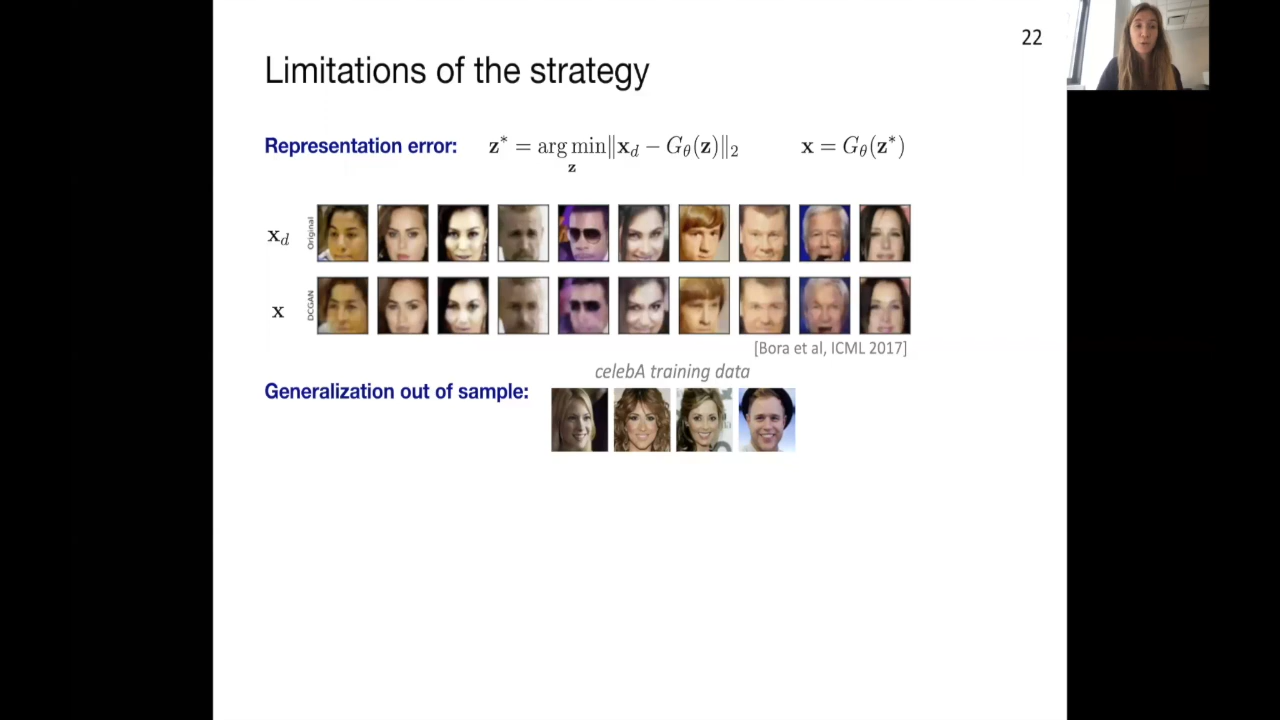 22
Limitations of the strategy
Representation error: z* = arg min_z ‖x_d − G_θ(z)‖_2 x = G_θ(z*)
x_d Original
x DCGAN
[Bora et al, ICML 2017]
celebA training data
Generalization out of sample: